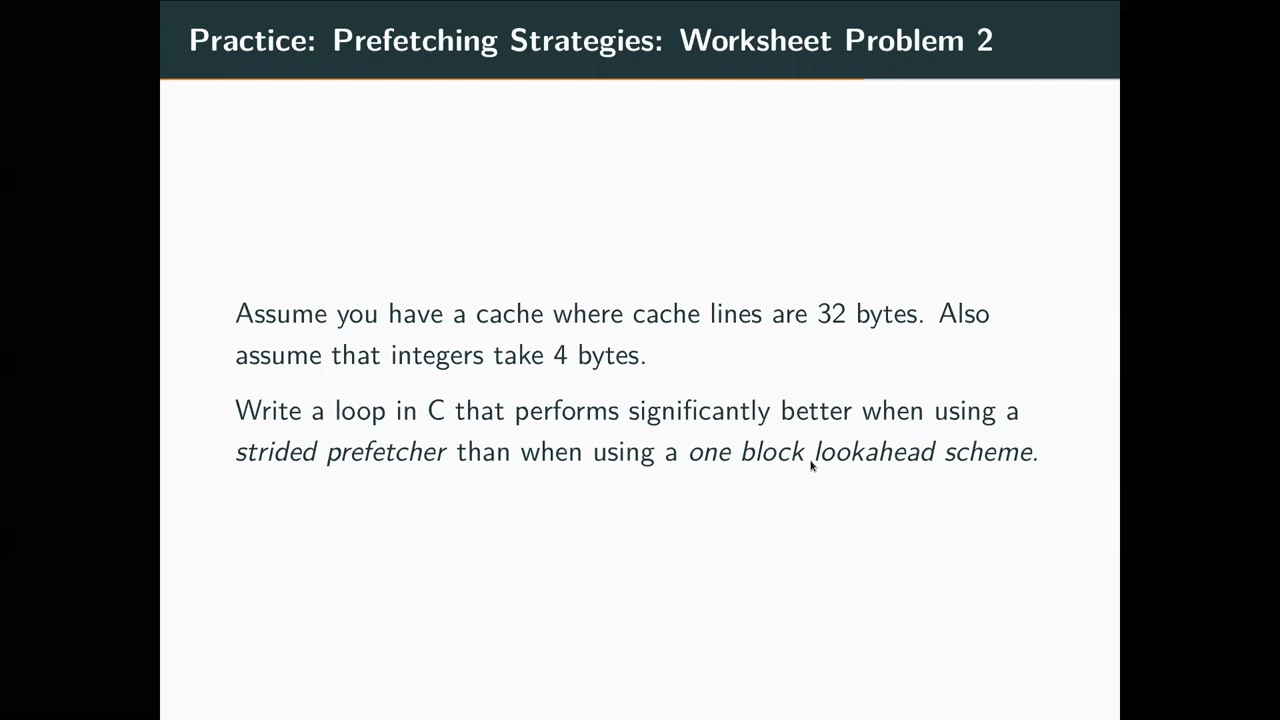 Practice: Prefetching Strategies: Worksheet Problem 2
Assume you have a cache where cache lines are 32 bytes. Also
assume that integers take 4 bytes.
Write a loop in C that performs significantly better when using a
strided prefetcher than when using a one block lookahead scheme.